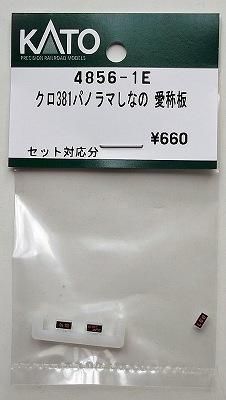 KATO
PRECISION RAILROAD MODELS
4856-1E
クロ381パノラマしなの 愛称板
¥660
セット対応分